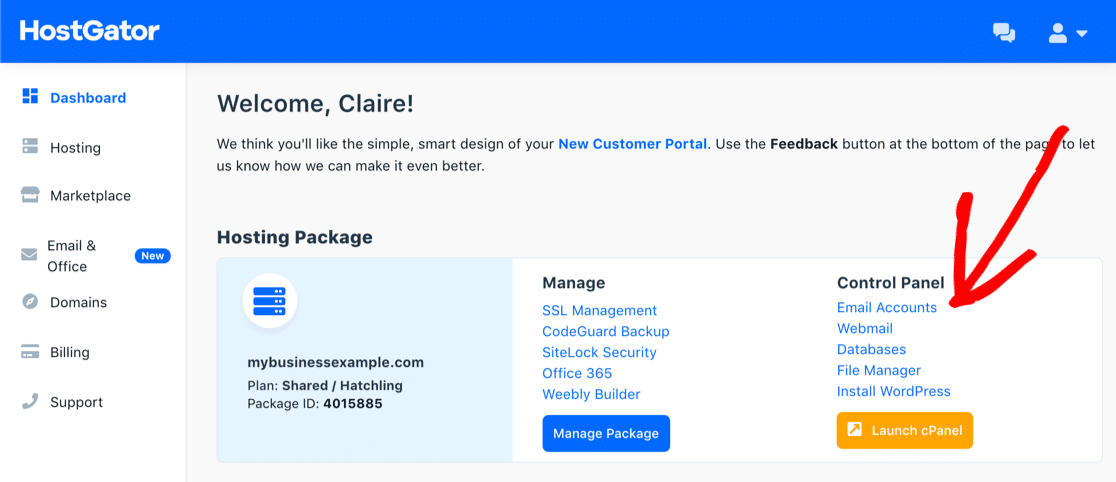 HostGator
Dashboard
Hosting
Marketplace
Email &
Office
New
Domains
Billing
Support
Welcome, Claire!
We think you'll like the simple, smart design of your New Customer Portal. Use the Feedback button at the bottom of the page to let
us know how we can make it even better.
Hosting Package
mybusinessexample.com
Plan: Shared / Hatchling
Package ID: 4015885
Manage
SSL Management
CodeGuard Backup
SiteLock Security
Office 365
Weebly Builder
Manage Package
Control Panel
Email Accounts
Webmail
Databases
File Manager
Install WordPress
Launch cPanel